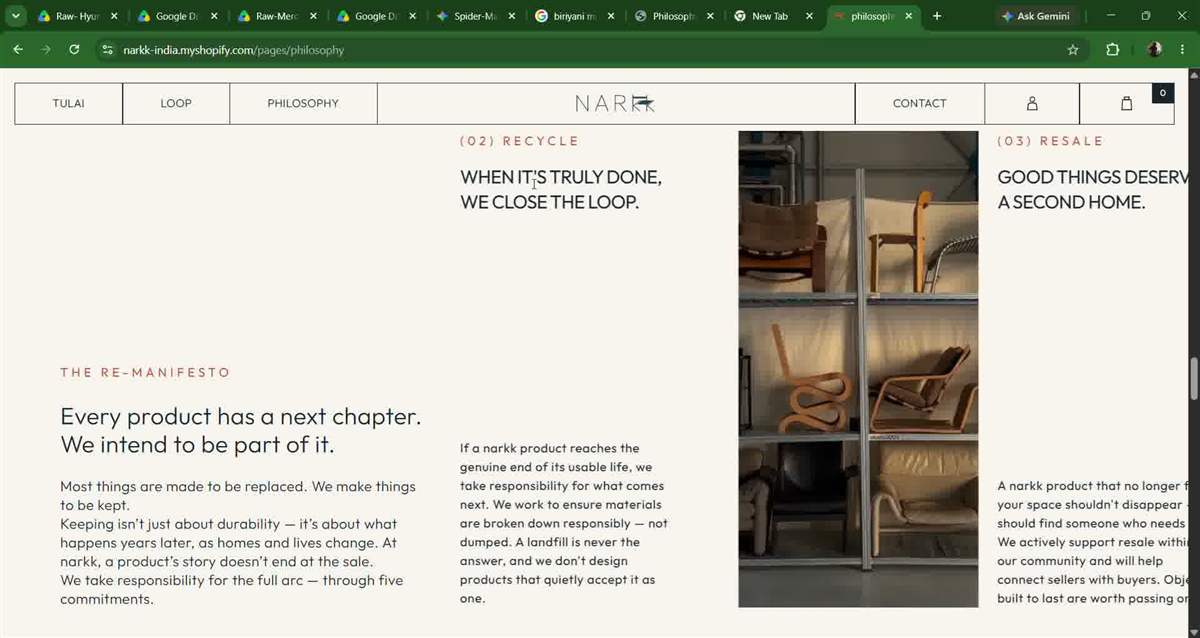 Raw- Hyu
Google D
Raw-Merc
Google D
Spider-Ma
biriyani m
Philosoph
New Tab
philosoph
Ask Gemini
narkk-india.myshopify.com/pages/philosophy
TULAI
LOOP
PHILOSOPHY
NARKK
CONTACT
0
(02) RECYCLE
WHEN IT'S TRULY DONE,
WE CLOSE THE LOOP.
THE RE-MANIFESTO
Every product has a next chapter.
We intend to be part of it.
Most things are made to be replaced. We make things
to be kept.
Keeping isn't just about durability — it's about what
happens years later, as homes and lives change. At
narkk, a product's story doesn't end at the sale.
We take responsibility for the full arc — through five
commitments.
If a narkk product reaches the
genuine end of its usable life, we
take responsibility for what comes
next. We work to ensure materials
are broken down responsibly — not
dumped. A landfill is never the
answer, and we don't design
products that quietly accept it as
one.
(03) RESALE
GOOD THINGS DESERV
A SECOND HOME.
A narkk product that no longer f
your space shouldn't disappear
should find someone who needs
We actively support resale withi
our community and will help
connect sellers with buyers. Obje
built to last are worth passing on